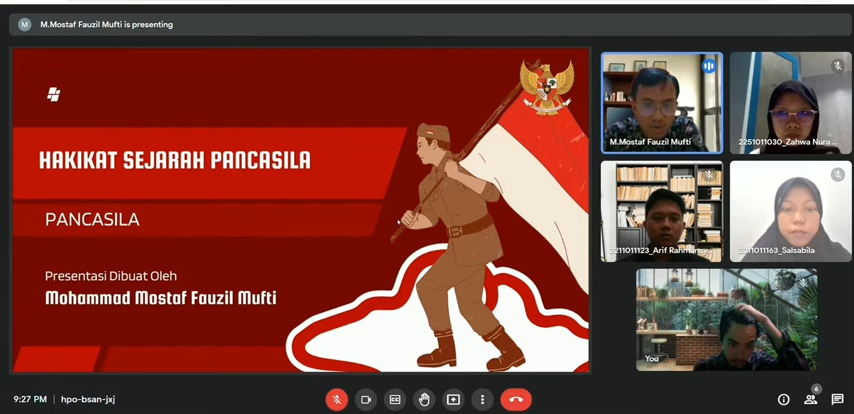 M
M.Mostaf Fauzil Mufti is presenting
HAKIKAT SEJARAH PANCASILA
PANCASILA
Presentasi Dibuat Oleh
Mohammad Mostaf Fauzil Mufti
M.Mostaf Fauzil Mufti
2251011030_Zahwa Nura ...
2211011123_Arif
2211011163_Salsabila
You
9:27 PM | hpo-bsan-jxj
CC
6